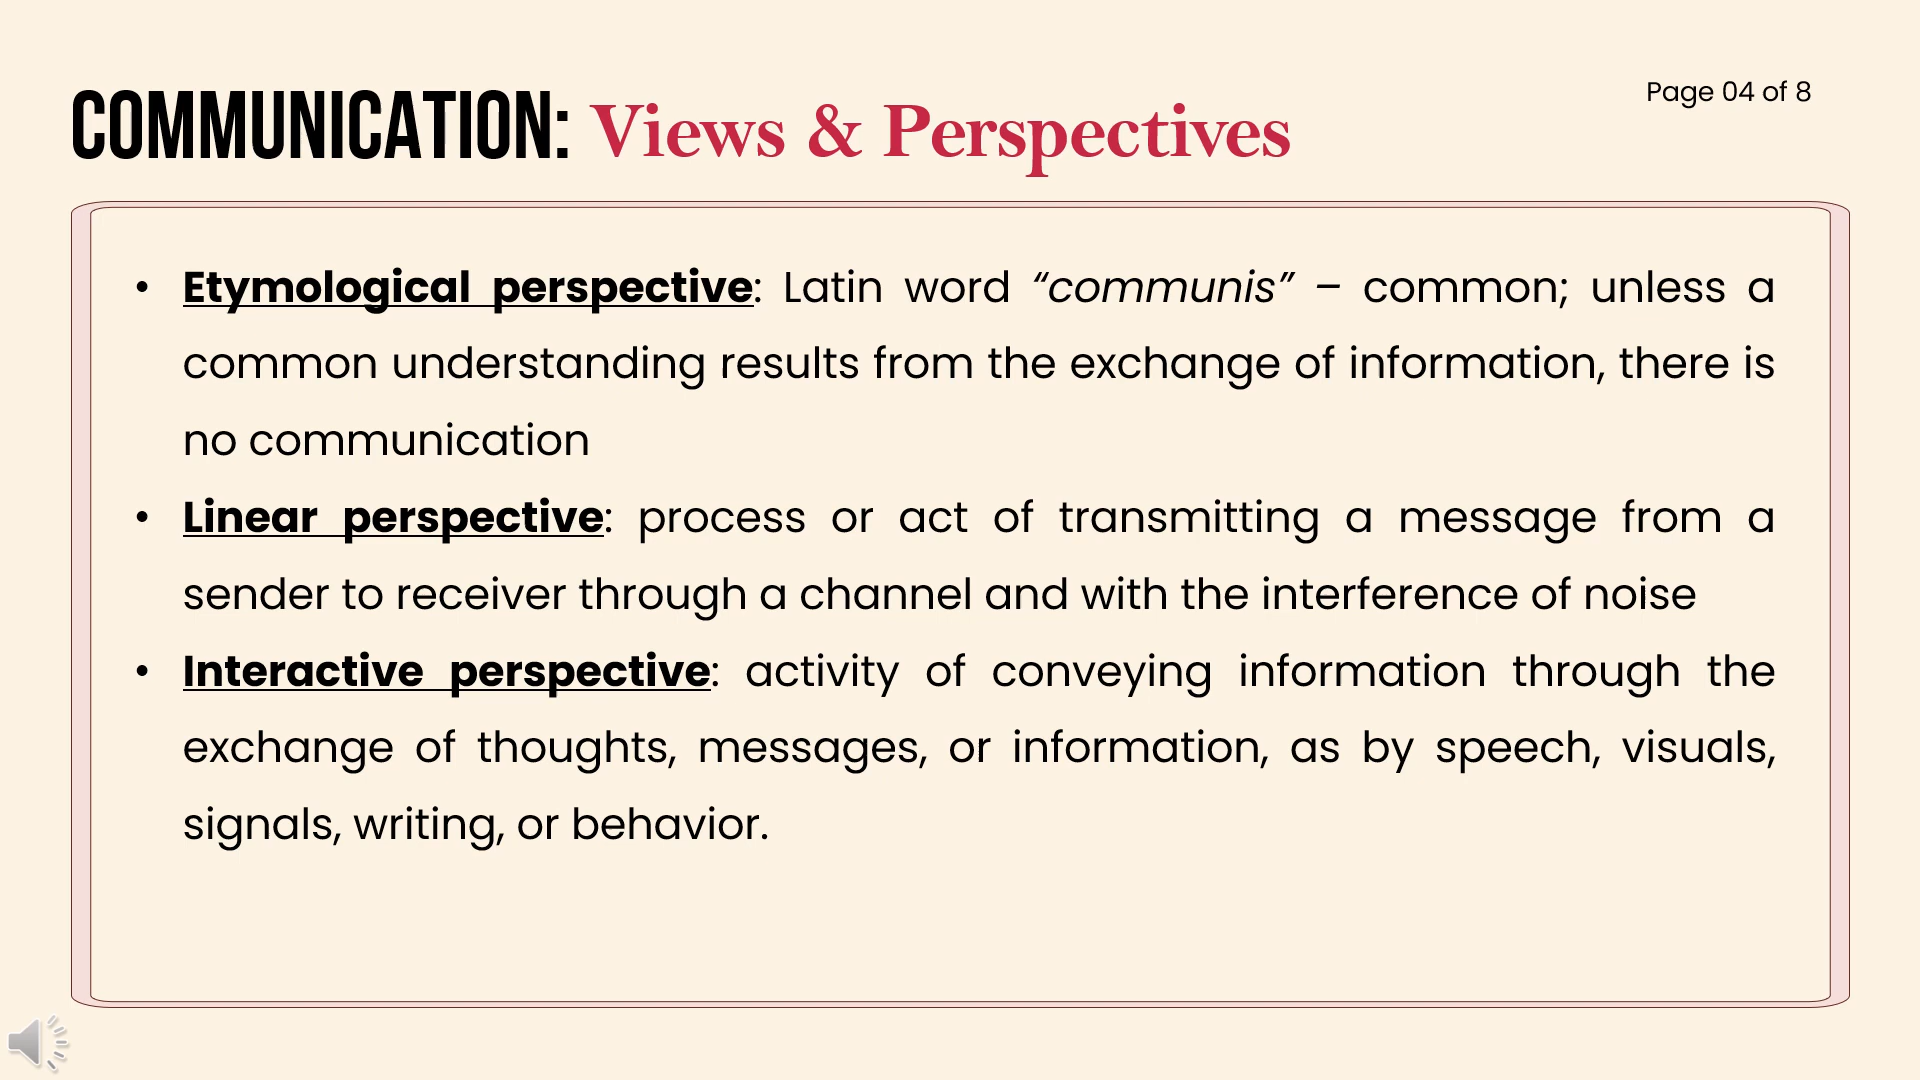 COMMUNICATION: Views & Perspectives
Page 04 of 8
• Etymological perspective: Latin word “communis” – common; unless a
common understanding results from the exchange of information, there is
no communication
• Linear perspective: process or act of transmitting a message from a
sender to receiver through a channel and with the interference of noise
• Interactive perspective: activity of conveying information through the
exchange of thoughts, messages, or information, as by speech, visuals,
signals, writing, or behavior.